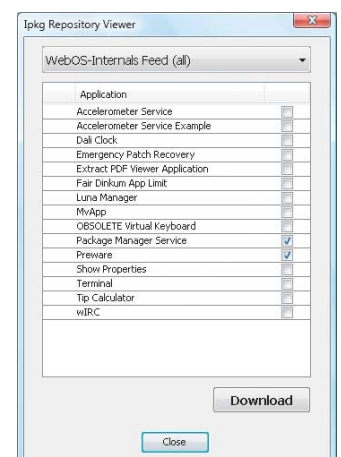 Ipkg Repository Viewer
WebOS-Internals Feed (all)
Application
Accelerometer Service
Accelerometer Service Example
Dali Clock
Emergency Patch Recovery
Extract PDF Viewer Application
Fair Dinkum App Limit
Luna Manager
MvApp
OBSOLETE Virtual Keyboard
Package Manager Service
Preware
Show Properties
Terminal
Tip Calculator
wIRC
Download
Close